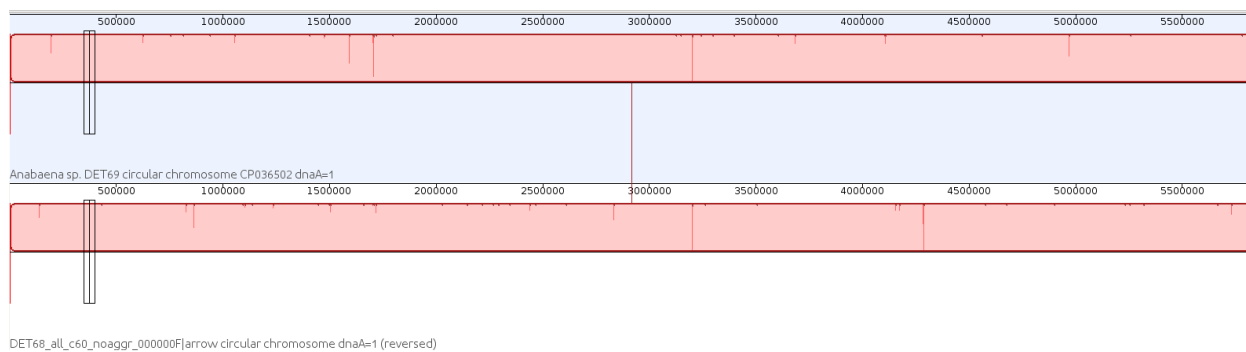 500000 1000000 1500000 2000000 2500000 3000000 3500000 4000000 4500000 5000000 5500000
Anabaena sp. DET69 circular chromosome CP036502 dnaA=1
500000 1000000 1500000 2000000 2500000 3000000 3500000 4000000 4500000 5000000 5500000
DET68_all_c60_noaggr_000000F|arrow circular chromosome dnaA=1 (reversed)